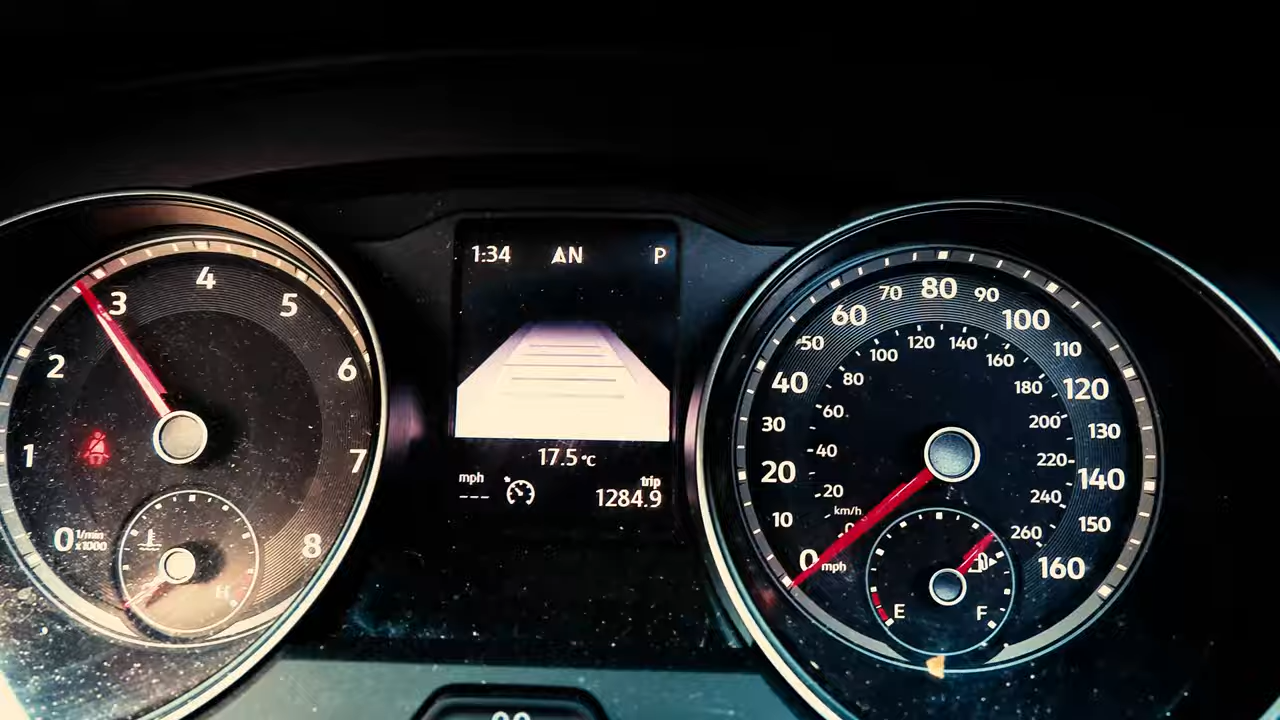 1:34 N P
17.5 °C
mph
---
trip
1284.9
0 1 2 3 4 5 6 7 8
1/min
x1000
H
0 10 20 30 40 50 60 70 80 90 100 110 120 130 140 150 160
mph
km/h
0 20 40 60 80 100 120 140 160 180 200 220 240 260
E F